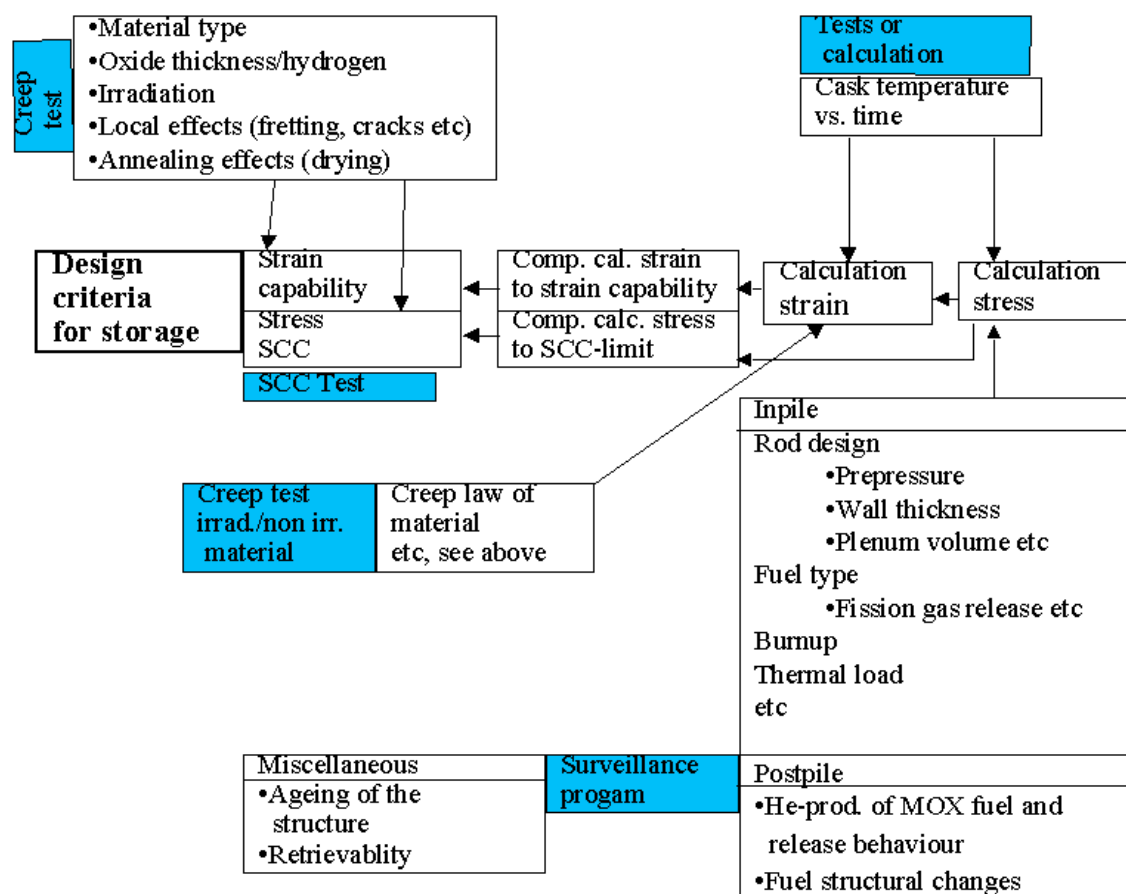 Creep
test
•Material type
•Oxide thickness/hydrogen
•Irradiation
•Local effects (fretting, cracks etc)
•Annealing effects (drying)
Tests or
calculation
Cask temperature
vs. time
Design
criteria
for storage
Strain
capability
Stress
SCC
SCC Test
Comp. cal. strain
to strain capability
Comp. calc. stress
to SCC-limit
Calculation
strain
Calculation
stress
Creep test
irrad./non irr.
material
Creep law of
material
etc, see above
Inpile
Rod design
•Prepressure
•Wall thickness
•Plenum volume etc
Fuel type
•Fission gas release etc
Burnup
Thermal load
etc
Miscellaneous
•Ageing of the
structure
•Retrievablity
Surveillance
progam
Postpile
•He-prod. of MOX fuel and
release behaviour
•Fuel structural changes